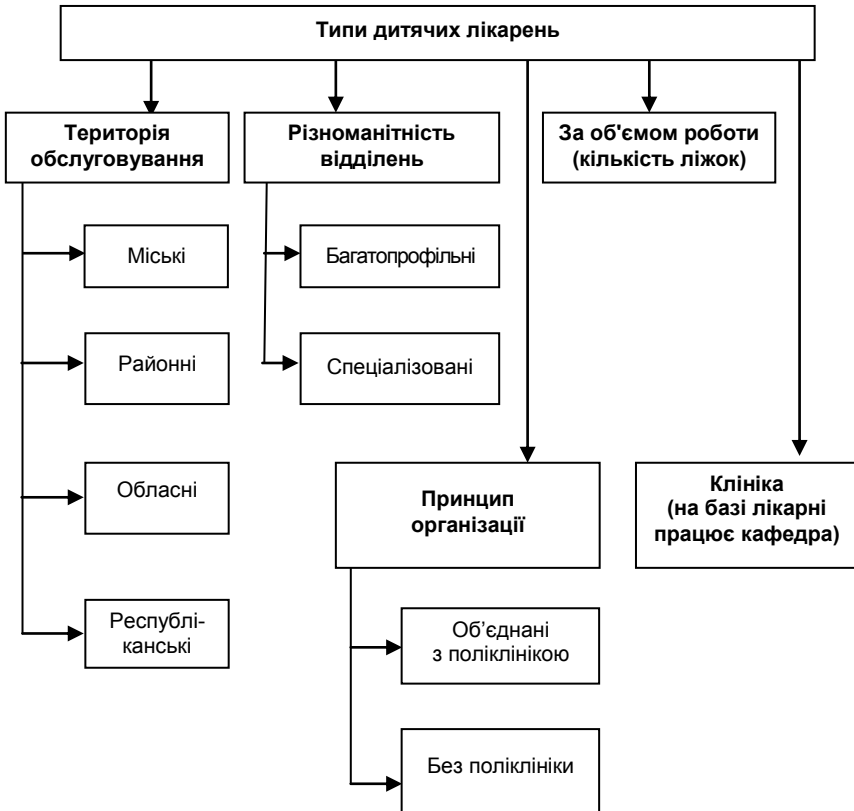 Типи дитячих лікарень
Територія
обслуговування
Різноманітність
відділень
За об'ємом роботи
(кількість ліжок)
Міські
Районні
Обласні
Республі-
канські
Багатопрофільні
Спеціалізовані
Принцип
організації
Об’єднані
з поліклінікою
Без поліклініки
Клініка
(на базі лікарні
працює кафедра)